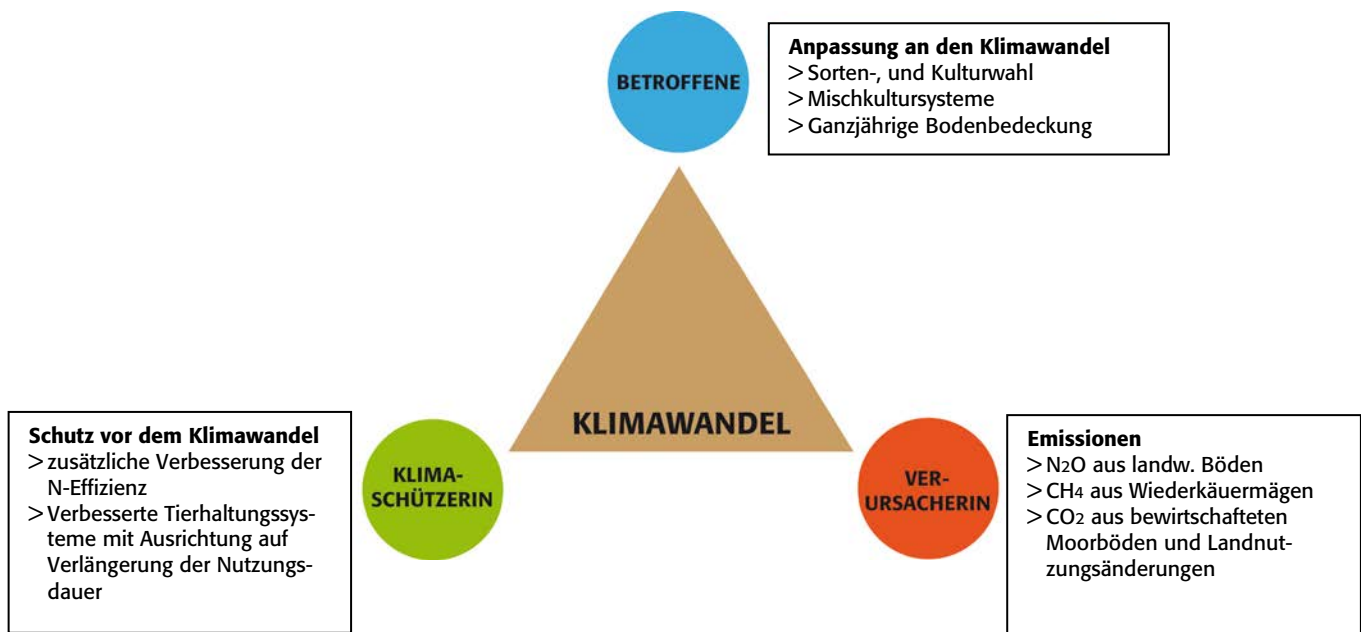 BETROFFENE
Anpassung an den Klimawandel
> Sorten-, und Kulturwahl
> Mischkultursysteme
> Ganzjährige Bodenbedeckung
KLIMAWANDEL
Schutz vor dem Klimawandel
> zusätzliche Verbesserung der
N-Effizienz
> Verbesserte Tierhaltungssys-
teme mit Ausrichtung auf
Verlängerung der Nutzungs-
dauer
KLIMA-
SCHÜTZERIN
VER-
URSACHERIN
Emissionen
> N2O aus landw. Böden
> CH4 aus Wiederkäuermägen
> CO2 aus bewirtschafteten
Moorböden und Landnut-
zungsänderungen